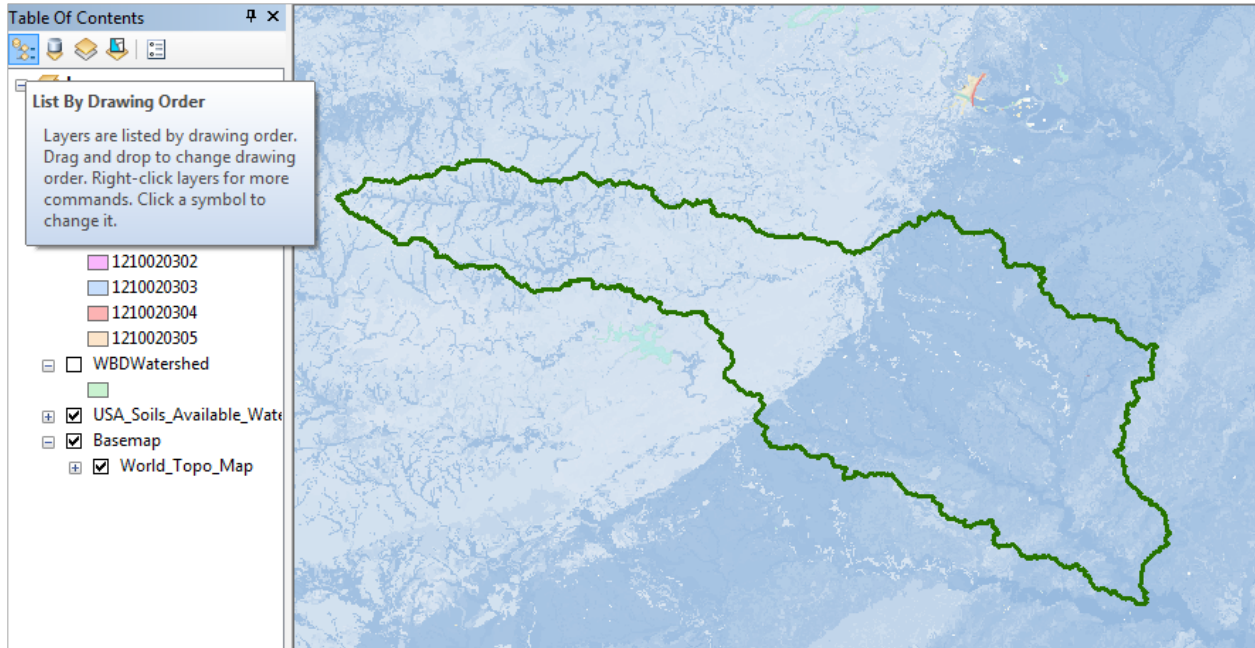 Table Of Contents
List By Drawing Order
Layers are listed by drawing order.
Drag and drop to change drawing
order. Right-click layers for more
commands. Click a symbol to
change it.
1210020302
1210020303
1210020304
1210020305
WBDWatershed
USA_Soils_Available_Wate
Basemap
World_Topo_Map